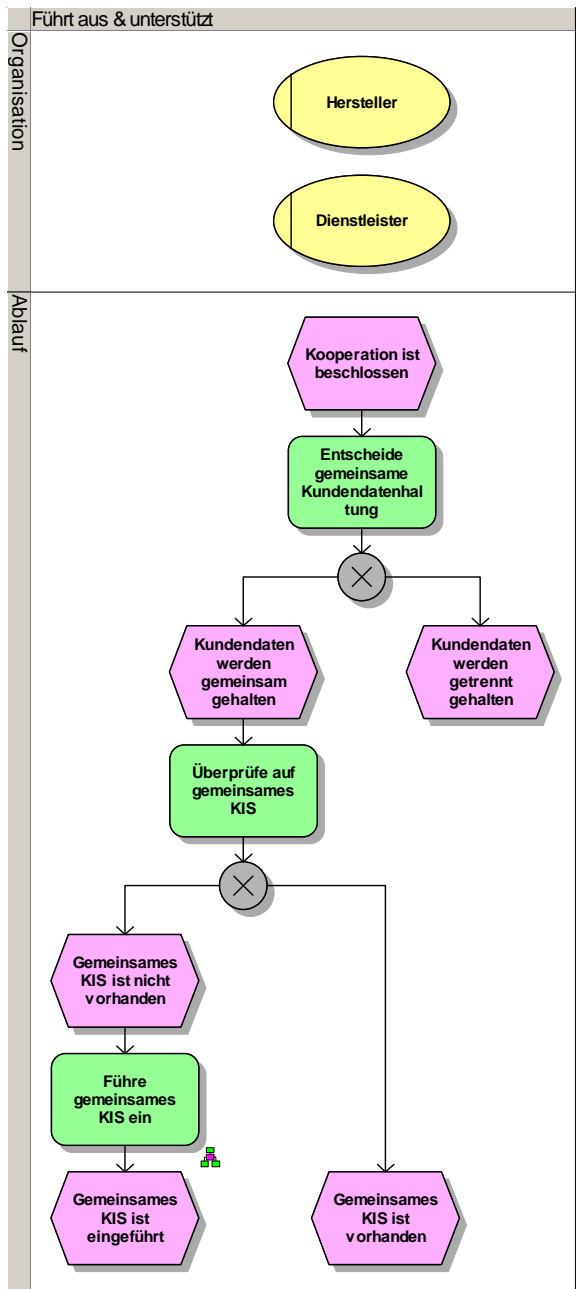 Führt aus & unterstützt
Organisation
Hersteller
Dienstleister
Ablauf
Kooperation ist
beschlossen
Entscheide
gemeinsame
Kundendatenhal
tung
Kundendaten
werden
gemeinsam
gehalten
Kundendaten
werden
getrennt
gehalten
Überprüfe auf
gemeinsames
KIS
Gemeinsames
KIS ist nicht
vorhanden
Führe
gemeinsames
KIS ein
Gemeinsames
KIS ist
eingeführt
Gemeinsames
KIS ist
vorhanden